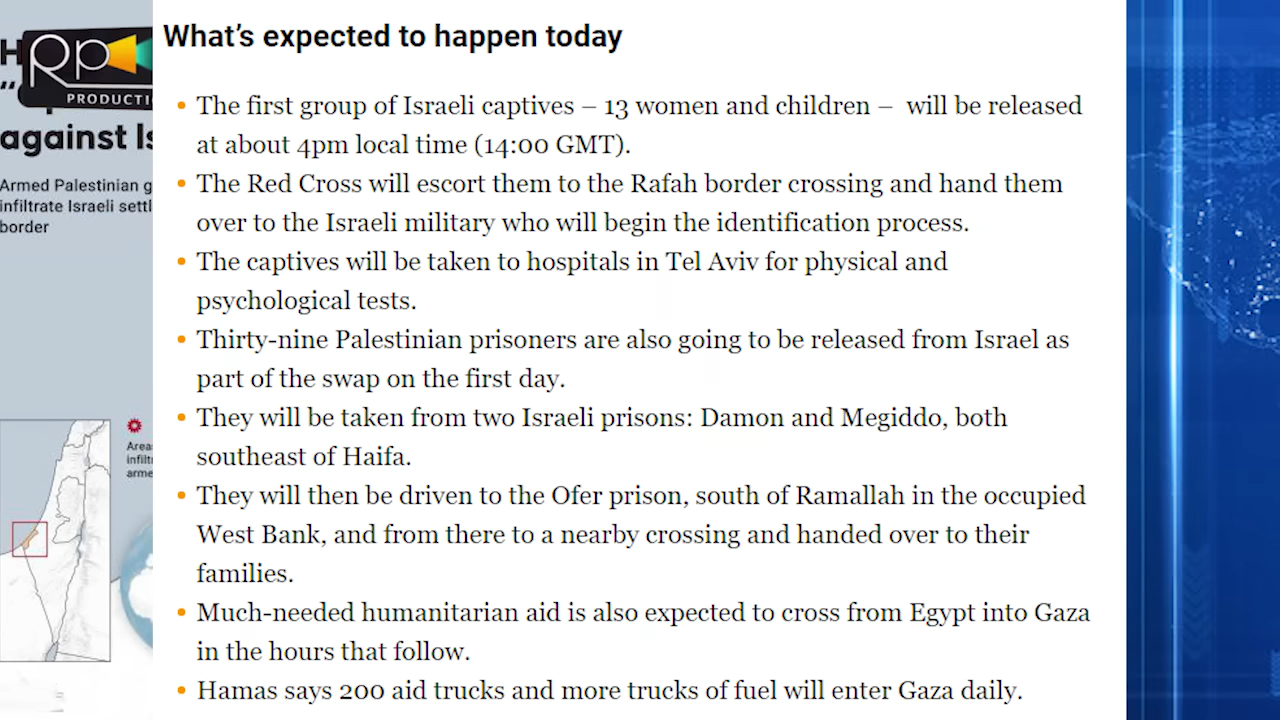 What's expected to happen today
• The first group of Israeli captives – 13 women and children – will be released
at about 4pm local time (14:00 GMT).
• The Red Cross will escort them to the Rafah border crossing and hand them
over to the Israeli military who will begin the identification process.
• The captives will be taken to hospitals in Tel Aviv for physical and
psychological tests.
• Thirty-nine Palestinian prisoners are also going to be released from Israel as
part of the swap on the first day.
• They will be taken from two Israeli prisons: Damon and Megiddo, both
southeast of Haifa.
• They will then be driven to the Ofer prison, south of Ramallah in the occupied
West Bank, and from there to a nearby crossing and handed over to their
families.
• Much-needed humanitarian aid is also expected to cross from Egypt into Gaza
in the hours that follow.
• Hamas says 200 aid trucks and more trucks of fuel will enter Gaza daily.
Rp
PRODUCTI
against Is
Armed Palestinian g
infiltrate Israeli settl
border
Area
infilt
arme